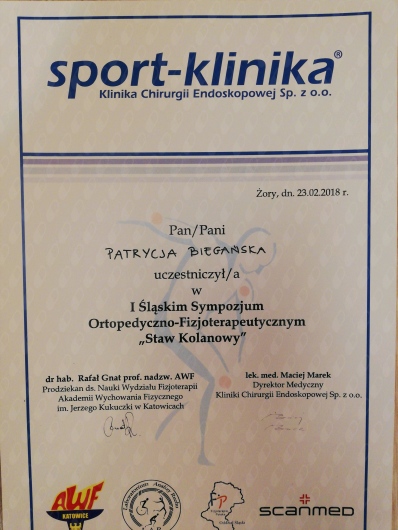 sport-klinika®
Klinika Chirurgii Endoskopowej Sp. z o.o.
Żory, dn. 23.02.2018 r.
Pan/Pani
PATRYCJA BIEGAŃSKA
uczestniczył/a
w
I Śląskim Sympozjum
Ortopedyczno-Fizjoterapeutycznym
„Staw Kolanowy”
dr hab. Rafał Gnat prof. nadzw. AWF
Prodziekan ds. Nauki Wydziału Fizjoterapii
Akademii Wychowania Fizycznego
im. Jerzego Kukuczki w Katowicach
lek. med. Maciej Marek
Dyrektor Medyczny
Kliniki Chirurgii Endoskopowej Sp. z o.o.
AWF
KATOWICE
SCANMED